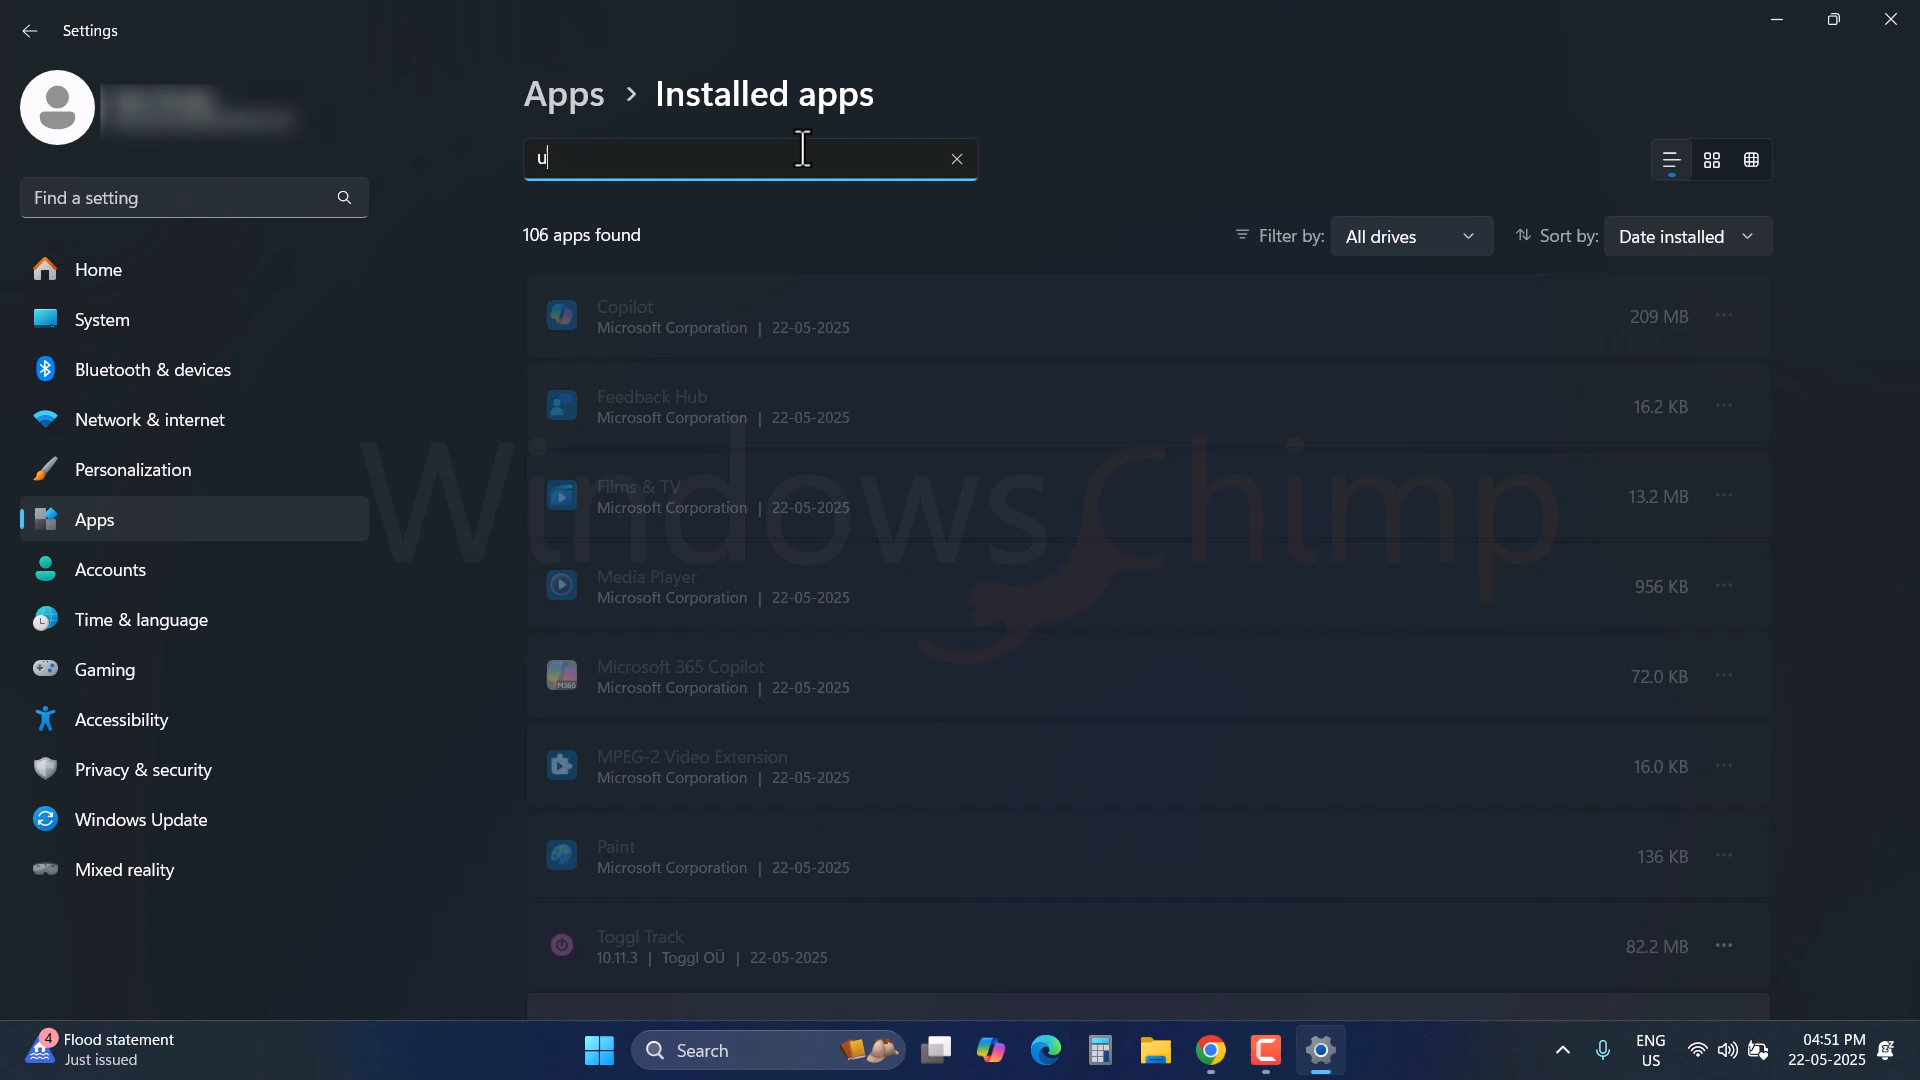 Settings
Apps > Installed apps
u
Find a setting
106 apps found
Filter by:
All drives
Sort by:
Date installed
Home
System
Bluetooth & devices
Network & internet
Personalization
Apps
Accounts
Time & language
Gaming
Accessibility
Privacy & security
Windows Update
Mixed reality
Copilot
Microsoft Corporation | 22-05-2025
209 MB
Feedback Hub
Microsoft Corporation | 22-05-2025
16.2 KB
Films & TV
Microsoft Corporation | 22-05-2025
13.2 MB
Media Player
Microsoft Corporation | 22-05-2025
956 KB
Microsoft 365 Copilot
Microsoft Corporation | 22-05-2025
72.0 KB
M365
MPEG-2 Video Extension
Microsoft Corporation | 22-05-2025
16.0 KB
Paint
Microsoft Corporation | 22-05-2025
136 KB
Toggl Track
10.11.3 | Toggl OÜ | 22-05-2025
82.2 MB
WindowsChimp
4
Flood statement
Just issued
Search
ENG
US
04:51 PM
22-05-2025